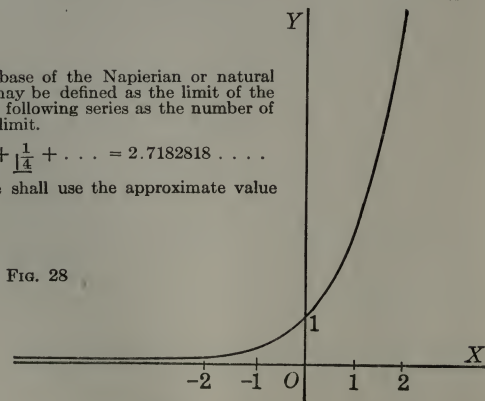 Y
base of the Napierian or natural
may be defined as the limit of the
following series as the number of
limit.
+ 1/|4 + . . . = 2.7182818 . . . .
shall use the approximate value
FIG. 28
1
X
-2 -1 O 1 2